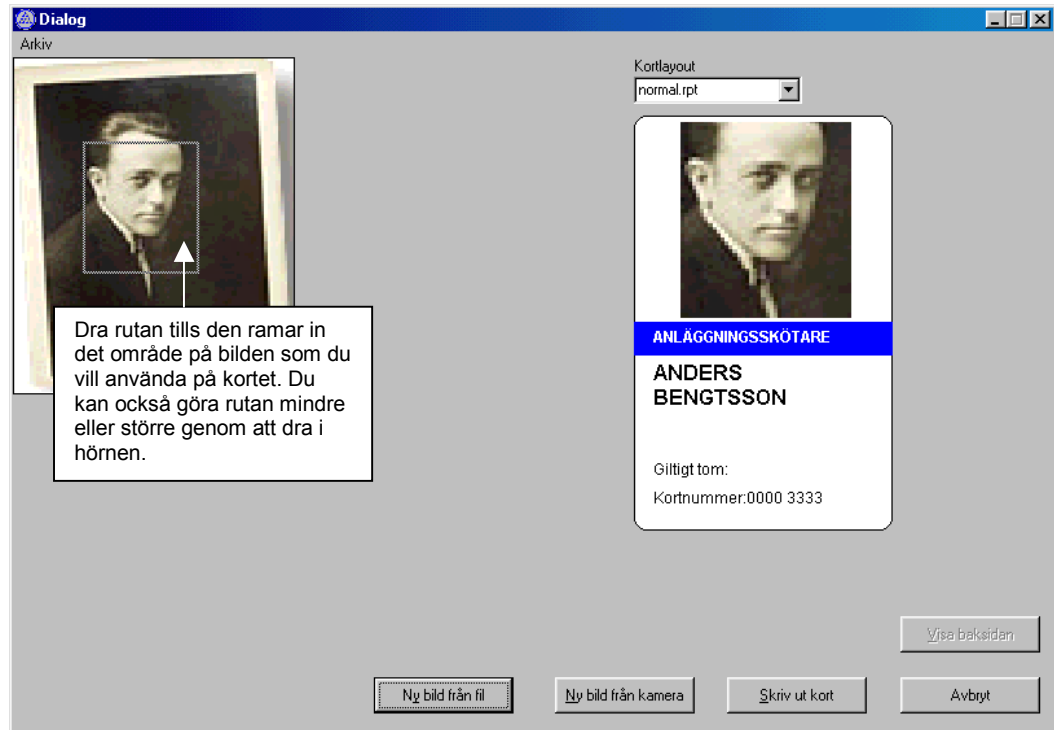 Dialog
Arkiv
Kortlayout
normal.rpt
Dra rutan tills den ramar in
det område på bilden som du
vill använda på kortet. Du
kan också göra rutan mindre
eller större genom att dra i
hörnen.
ANLÄGGNINGSSKÖTARE
ANDERS
BENGTSSON
Giltigt tom:
Kortnummer:0000 3333
Visa baksidan
Ny bild från fil
Ny bild från kamera
Skriv ut kort
Avbryt